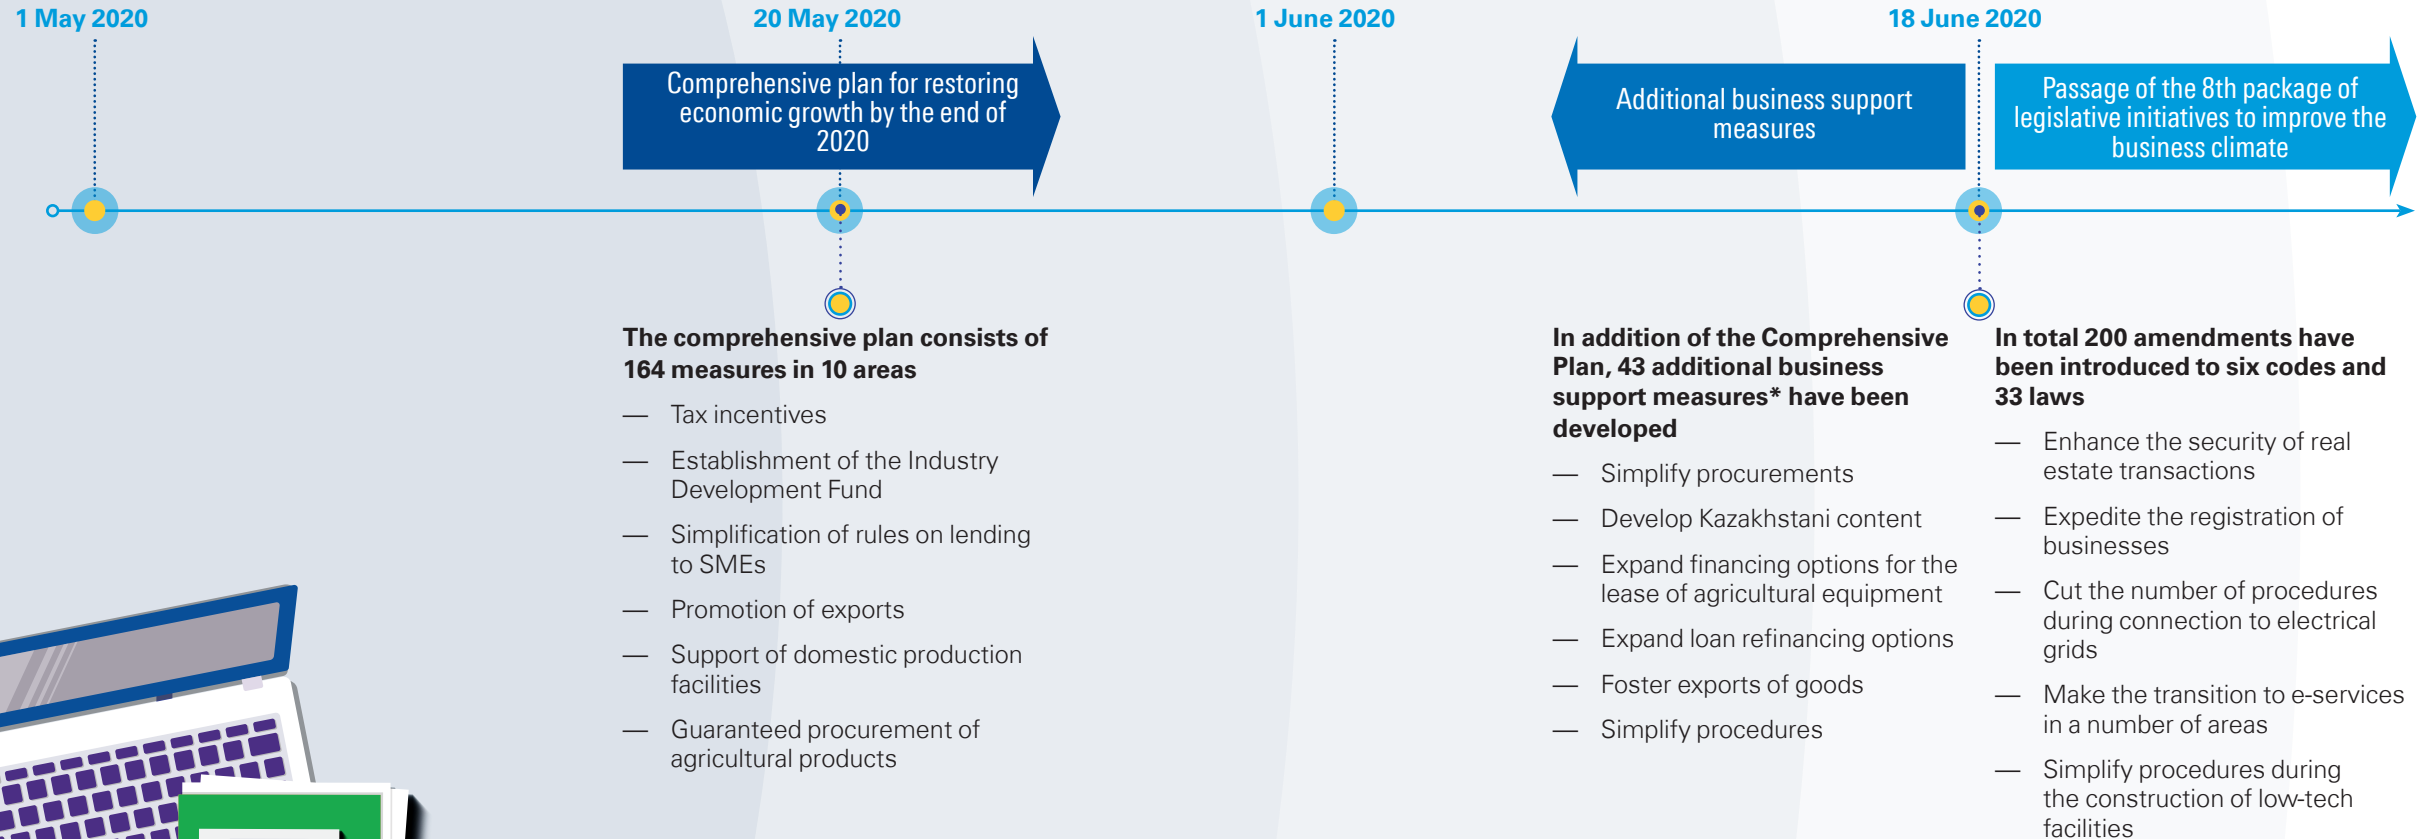 1 May 2020
20 May 2020
1 June 2020
18 June 2020
Comprehensive plan for restoring
economic growth by the end of
2020
Additional business support
measures
Passage of the 8th package of
legislative initiatives to improve the
business climate
The comprehensive plan consists of
164 measures in 10 areas
— Tax incentives
— Establishment of the Industry
Development Fund
— Simplification of rules on lending
to SMEs
— Promotion of exports
— Support of domestic production
facilities
— Guaranteed procurement of
agricultural products
In addition of the Comprehensive
Plan, 43 additional business
support measures* have been
developed
— Simplify procurements
— Develop Kazakhstani content
— Expand financing options for the
lease of agricultural equipment
— Expand loan refinancing options
— Foster exports of goods
— Simplify procedures
In total 200 amendments have
been introduced to six codes and
33 laws
— Enhance the security of real
estate transactions
— Expedite the registration of
businesses
— Cut the number of procedures
during connection to electrical
grids
— Make the transition to e-services
in a number of areas
— Simplify procedures during
the construction of low-tech
facilities